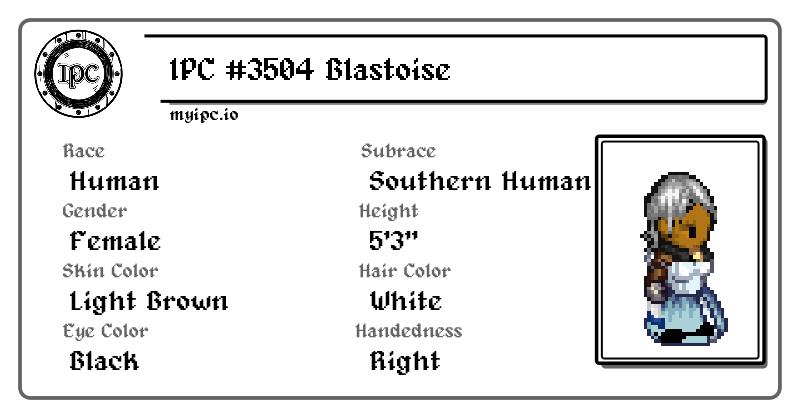 IPC
IPC #3504 Blastoise
myipc.io
Race
Human
Subrace
Southern Human
Gender
Female
Height
5'3"
Skin Color
Light Brown
Hair Color
White
Eye Color
Black
Handedness
Right